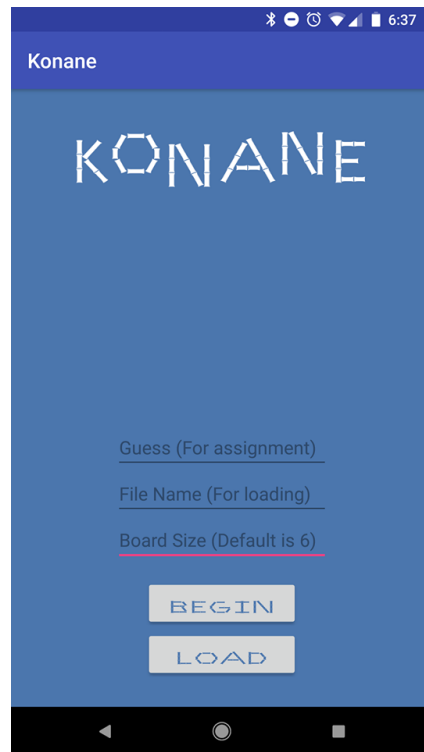 6:37
Konane
KONANE
Guess (For assignment)
File Name (For loading)
Board Size (Default is 6)
BEGIN
LOAD